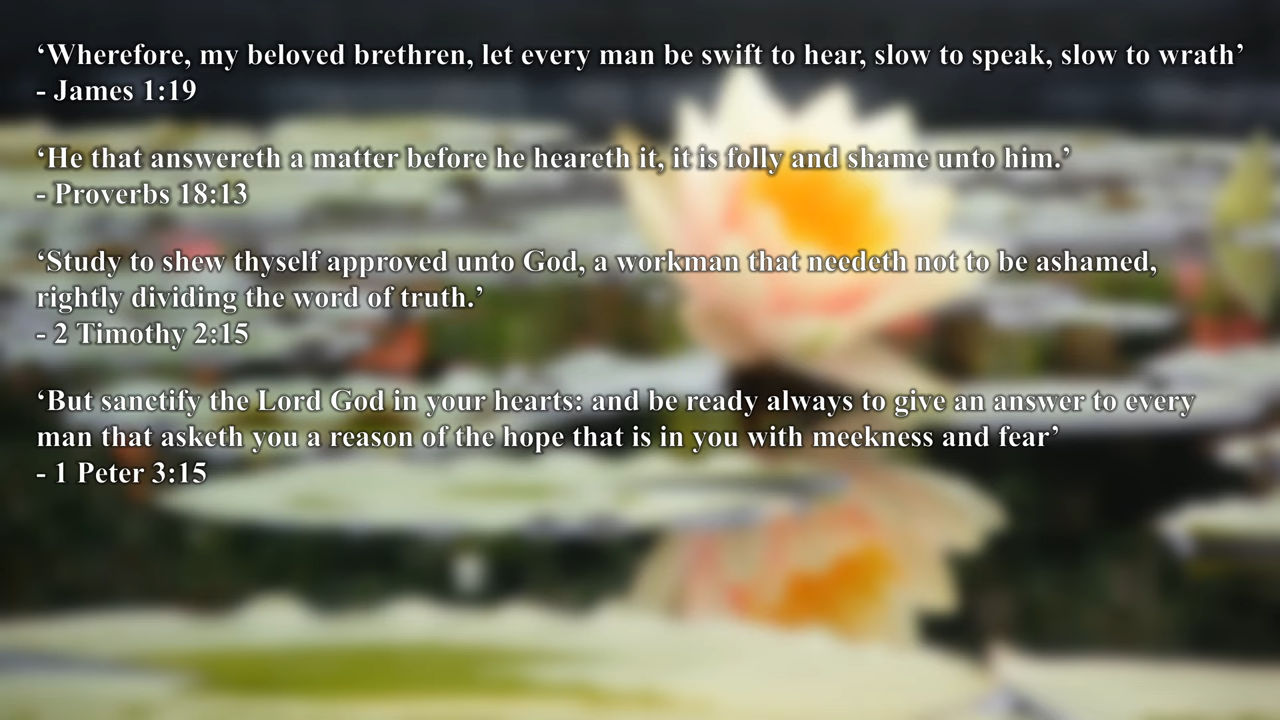 ‘Wherefore, my beloved brethren, let every man be swift to hear, slow to speak, slow to wrath’
- James 1:19
‘He that answereth a matter before he heareth it, it is folly and shame unto him.’
- Proverbs 18:13
‘Study to shew thyself approved unto God, a workman that needeth not to be ashamed,
rightly dividing the word of truth.’
- 2 Timothy 2:15
‘But sanctify the Lord God in your hearts: and be ready always to give an answer to every
man that asketh you a reason of the hope that is in you with meekness and fear’
- 1 Peter 3:15